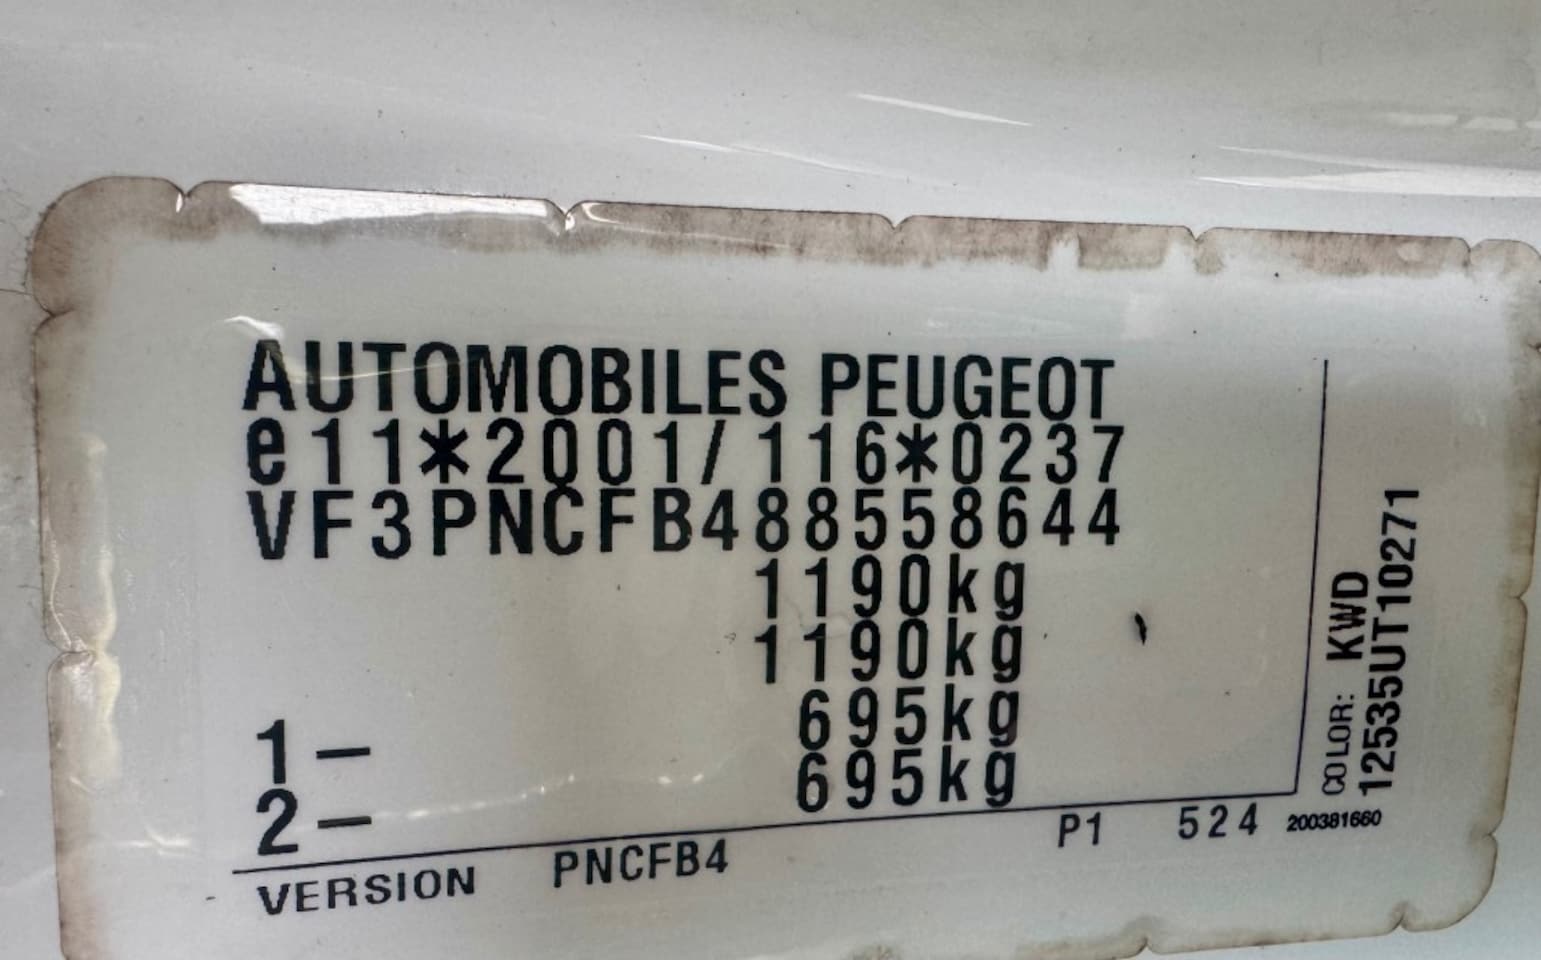 AUTOMOBILES PEUGEOT
e11*2001/116*0237
VF3PNCFB488558644
1190kg
1190kg
1- 695kg
2- 695kg
VERSION PNCFB4 P1 524 200381660
COLOR: KWD
12535UT10271